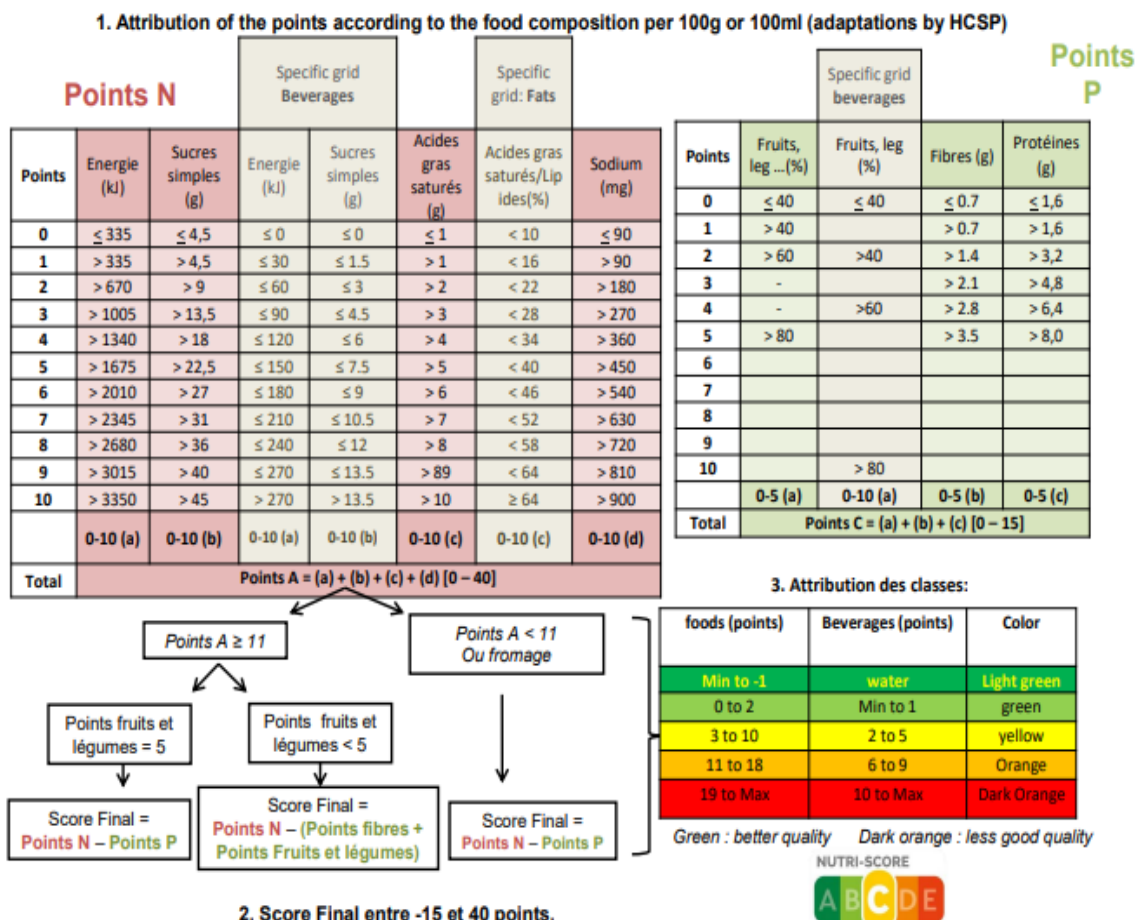 1. Attribution of the points according to the food composition per 100g or 100ml (adaptations by HCSP)
Points N
Specific grid
Beverages
Specific
grid: Fats
Points Energie (kJ) Sucres simples (g) Energie (kJ) Sucres simples (g) Acides gras saturés (g) Acides gras saturés/Lip ides(%) Sodium (mg)
0 ≤ 335 ≤ 4,5 ≤ 0 ≤ 0 ≤ 1 < 10 ≤ 90
1 > 335 > 4,5 ≤ 30 ≤ 1.5 > 1 < 16 > 90
2 > 670 > 9 ≤ 60 ≤ 3 > 2 < 22 > 180
3 > 1005 > 13,5 ≤ 90 ≤ 4.5 > 3 < 28 > 270
4 > 1340 > 18 ≤ 120 ≤ 6 > 4 < 34 > 360
5 > 1675 > 22,5 ≤ 150 ≤ 7.5 > 5 < 40 > 450
6 > 2010 > 27 ≤ 180 ≤ 9 > 6 < 46 > 540
7 > 2345 > 31 ≤ 210 ≤ 10.5 > 7 < 52 > 630
8 > 2680 > 36 ≤ 240 ≤ 12 > 8 < 58 > 720
9 > 3015 > 40 ≤ 270 ≤ 13.5 > 89 < 64 > 810
10 > 3350 > 45 > 270 > 13.5 > 10 ≥ 64 > 900
0-10 (a) 0-10 (b) 0-10 (a) 0-10 (b) 0-10 (c) 0-10 (c) 0-10 (d)
Total Points A = (a) + (b) + (c) + (d) [0 – 40]
Points
P
Specific grid
beverages
Points Fruits, leg ...(%) Fruits, leg (%) Fibres (g) Protéines (g)
0 ≤ 40 ≤ 40 ≤ 0.7 ≤ 1,6
1 > 40 > 0.7 > 1,6
2 > 60 >40 > 1.4 > 3,2
3 - > 2.1 > 4,8
4 - >60 > 2.8 > 6,4
5 > 80 > 3.5 > 8,0
6
7
8
9
10 > 80
0-5 (a) 0-10 (a) 0-5 (b) 0-5 (c)
Total Points C = (a) + (b) + (c) [0 – 15]
Points A ≥ 11
Points A < 11
Ou fromage
Points fruits et
légumes = 5
Points fruits et
légumes < 5
Score Final =
Points N – Points P
Score Final =
Points N – (Points fibres +
Points Fruits et légumes)
Score Final =
Points N – Points P
2. Score Final entre -15 et 40 points.
3. Attribution des classes:
foods (points) Beverages (points) Color
Min to -1 water Light green
0 to 2 Min to 1 green
3 to 10 2 to 5 yellow
11 to 18 6 to 9 Orange
19 to Max 10 to Max Dark Orange
Green : better quality Dark orange : less good quality
NUTRI-SCORE
A B C D E